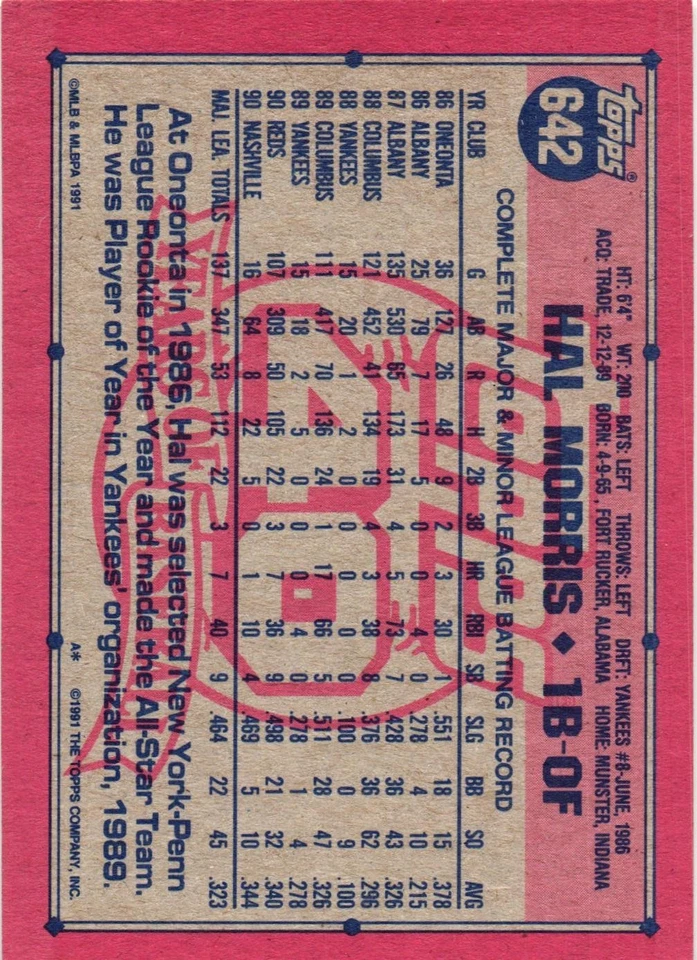 topps®
642
HT: 6'4" WT: 200 BATS: LEFT THROWS: LEFT DRFT: YANKEES #8-JUNE, 1986
ACQ: TRADE, 12-12-89 BORN: 4-9-65, FORT RUCKER, ALABAMA HOME: MUNSTER, INDIANA
HAL MORRIS ♦ 1B-OF
COMPLETE MAJOR & MINOR LEAGUE BATTING RECORD
YR CLUB G AB R H 2B 3B HR RBI SB SLG BB SO AVG
86 ONEONTA 36 127 26 48 9 2 3 30 1 .551 18 15 .378
86 ALBANY 25 79 7 17 5 0 0 4 0 .278 4 10 .215
87 ALBANY 135 530 65 173 31 4 5 73 7 .428 36 43 .326
88 COLUMBUS 121 452 41 134 19 4 3 38 8 .376 36 62 .296
88 YANKEES 15 20 1 2 0 0 0 0 0 .100 0 9 .100
89 COLUMBUS 111 417 70 136 24 1 17 66 5 .511 28 47 .326
89 YANKEES 15 18 2 5 0 0 0 4 0 .278 1 4 .278
90 REDS 107 309 50 105 22 3 7 36 9 .498 21 32 .340
90 NASHVILLE 16 64 8 22 5 0 1 10 4 .469 5 10 .344
MAJ. LEA. TOTALS 137 347 53 112 22 3 7 40 9 .464 22 45 .323
topps
40
YEARS OF BASEBALL
At Oneonta in 1986, Hal was selected New York-Penn
League Rookie of the Year and made the All-Star Team.
He was Player of Year in Yankees' organization, 1989.
©MLB & MLBPA 1991 A* ©1991 THE TOPPS COMPANY, INC.